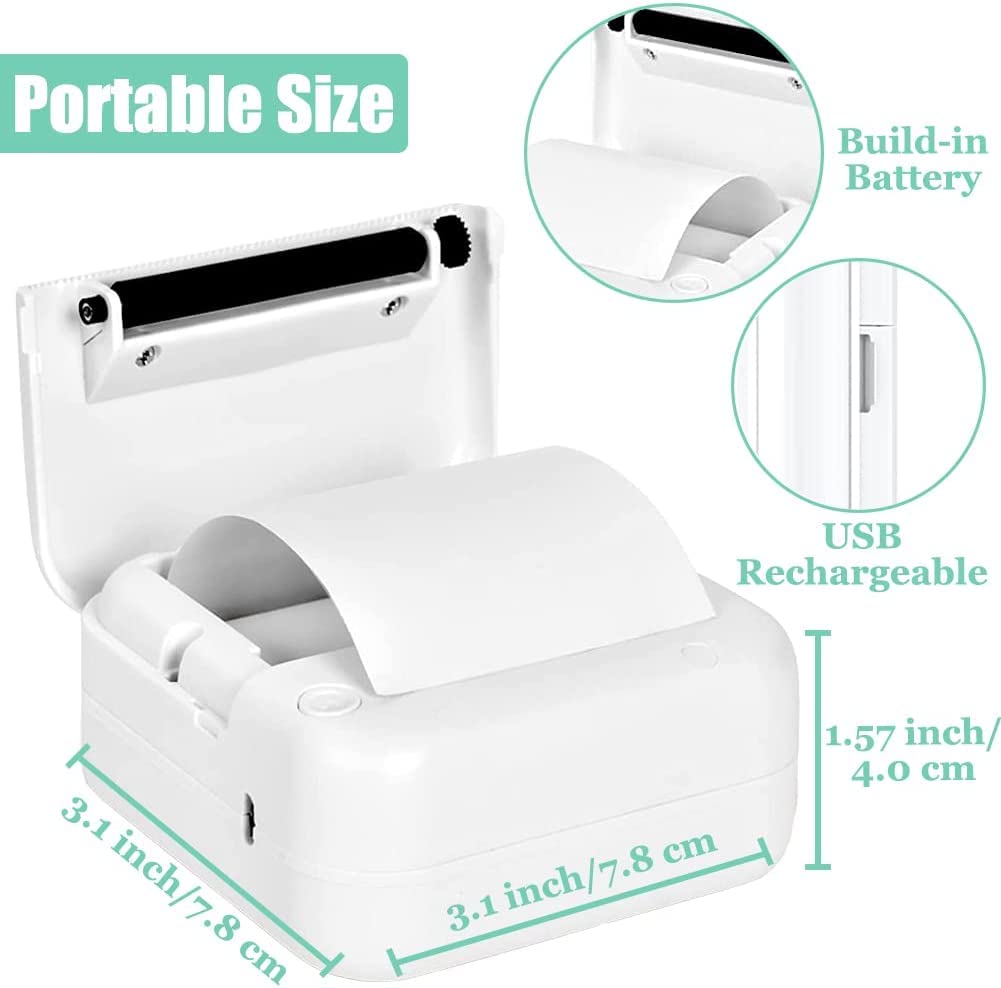 Portable Size
Build-in
Battery
USB
Rechargeable
1.57 inch/
4.0 cm
3.1 inch/7.8 cm
3.1 inch/7.8 cm